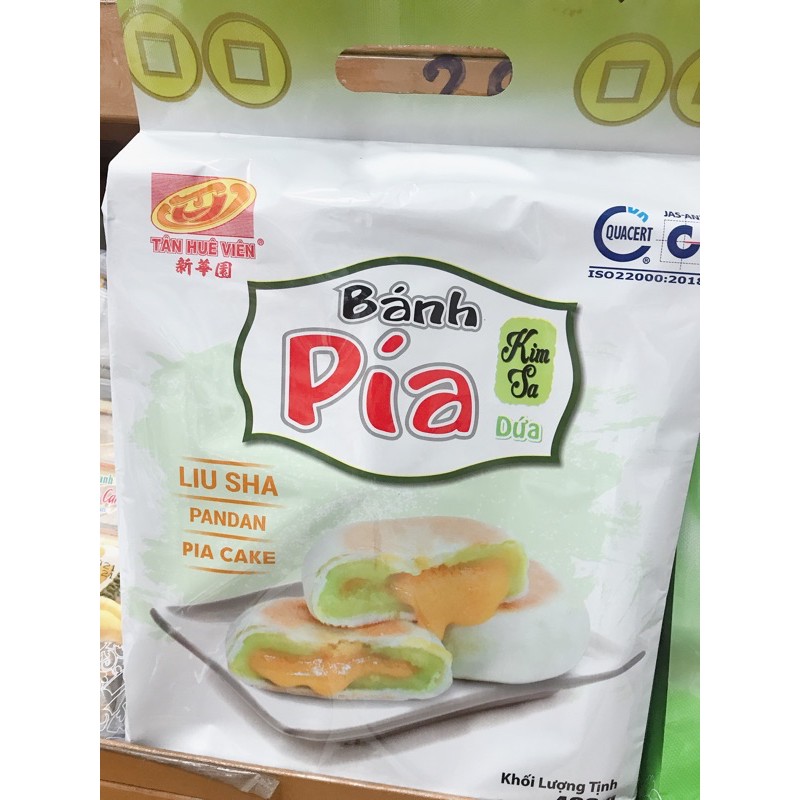 TÂN HUÊ VIÊN®
新華園
QUACERT
®
ISO22000:2018
Bánh
Pía
Kim
Sa
Dứa
LIU SHA
PANDAN
PIA CAKE
Khối Lượng Tịnh